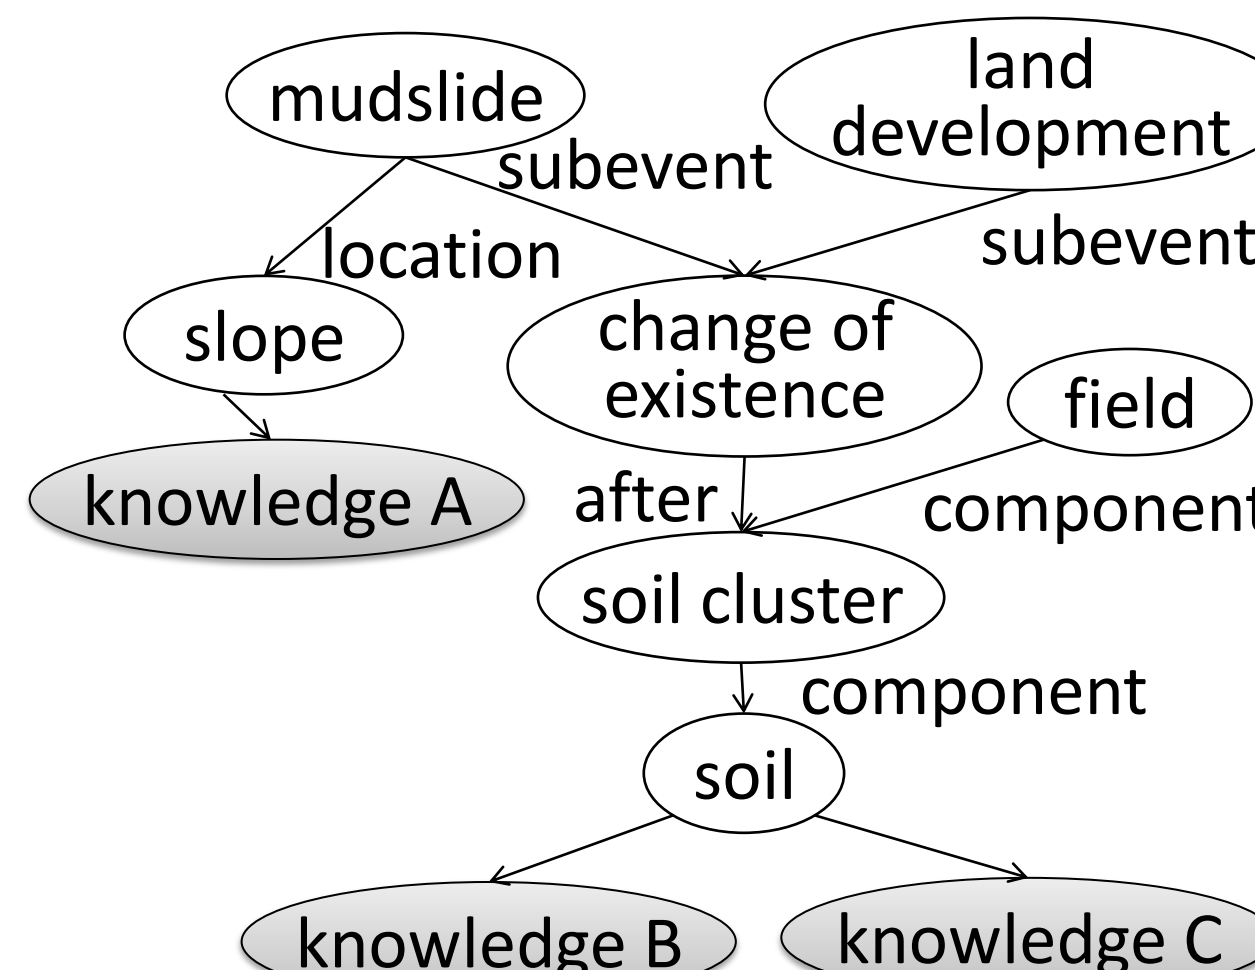 mudslide
land
development
subevent
location
subevent
slope
change of
existence
field
knowledge A
after
component
soil cluster
component
soil
knowledge B
knowledge C